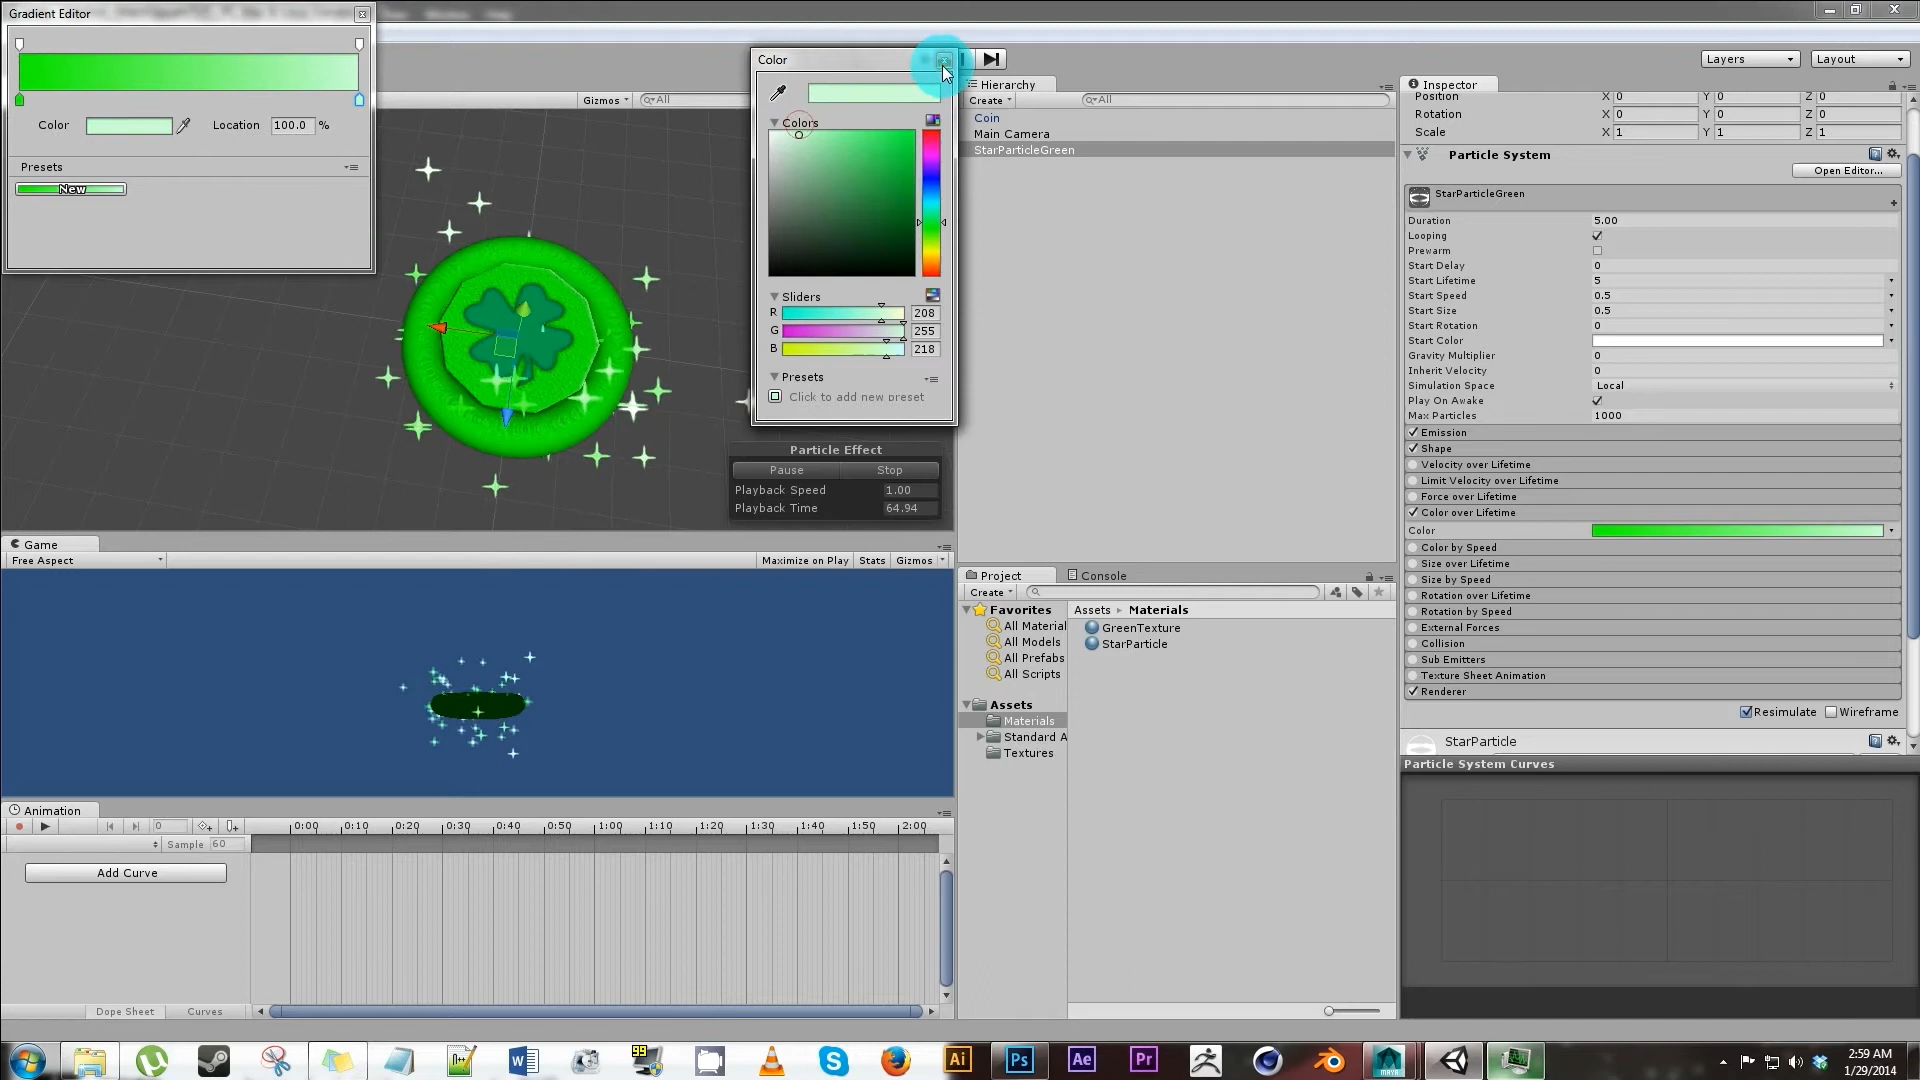 Gradient Editor
Color
Location 100.0 %
Presets
New
Gizmos
All
Color
Colors
Sliders
R 208
G 255
B 218
Presets
Click to add new preset
Particle Effect
Pause Stop
Playback Speed 1.00
Playback Time 64.94
Game
Free Aspect
Maximize on Play Stats Gizmos
Animation
0
0:00 0:10 0:20 0:30 0:40 0:50 1:00 1:10 1:20 1:30 1:40 1:50 2:00
Sample 60
Add Curve
Dope Sheet Curves
Hierarchy
Create All
Coin
Main Camera
StarParticleGreen
Project Console
Create
Favorites
All Material
All Models
All Prefabs
All Scripts
Assets
Materials
Standard A
Textures
Assets Materials
GreenTexture
StarParticle
Layers Layout
Inspector
Position X 0 Y 0 Z 0
Rotation X 0 Y 0 Z 0
Scale X 1 Y 1 Z 1
Particle System
Open Editor...
StarParticleGreen
Duration 5.00
Looping
Prewarm
Start Delay 0
Start Lifetime 5
Start Speed 0.5
Start Size 0.5
Start Rotation 0
Start Color
Gravity Multiplier 0
Inherit Velocity 0
Simulation Space Local
Play On Awake
Max Particles 1000
Emission
Shape
Velocity over Lifetime
Limit Velocity over Lifetime
Force over Lifetime
Color over Lifetime
Color
Color by Speed
Size over Lifetime
Size by Speed
Rotation over Lifetime
Rotation by Speed
External Forces
Collision
Sub Emitters
Texture Sheet Animation
Renderer
Resimulate Wireframe
StarParticle
Particle System Curves
99
W
Ai
Ps
Ae
Pr
MAYA
2:59 AM
1/29/2014